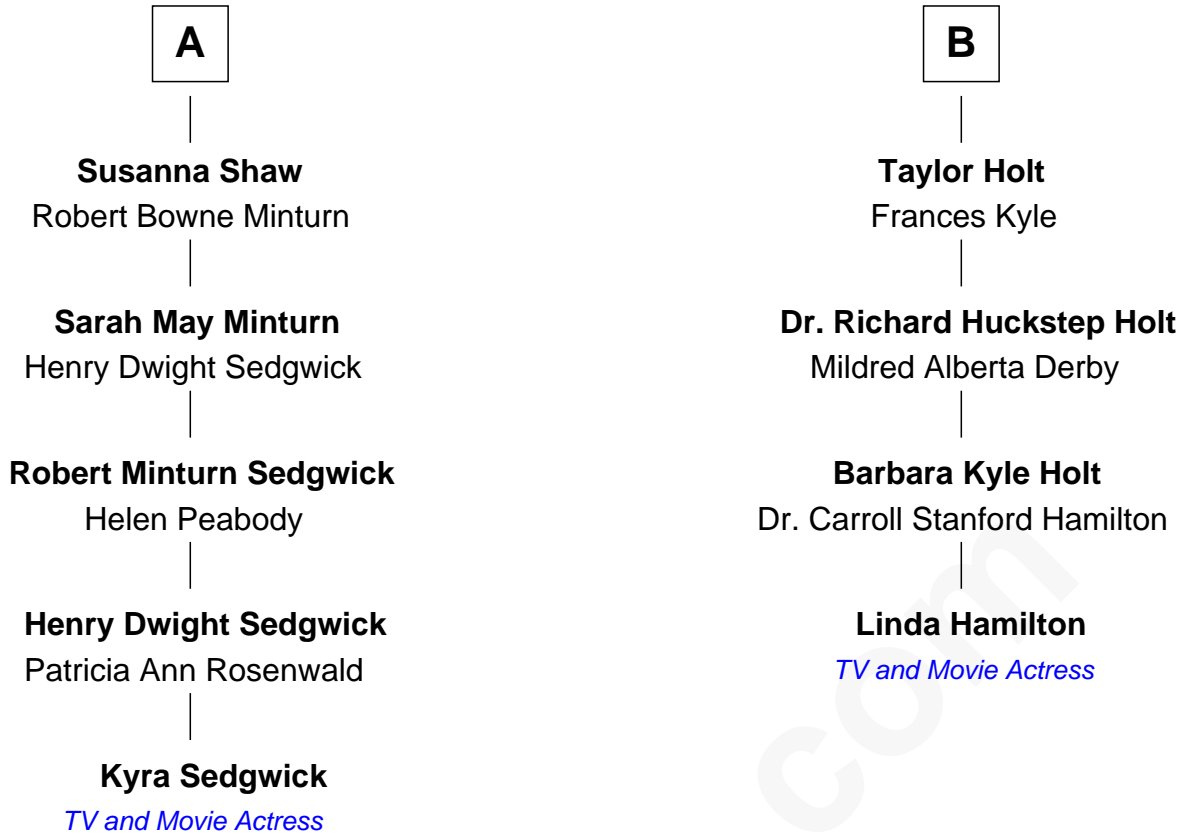 A
Susanna Shaw
Robert Bowne Minturn
Sarah May Minturn
Henry Dwight Sedgwick
Robert Minturn Sedgwick
Helen Peabody
Henry Dwight Sedgwick
Patricia Ann Rosenwald
Kyra Sedgwick
TV and Movie Actress
B
Taylor Holt
Frances Kyle
Dr. Richard Huckstep Holt
Mildred Alberta Derby
Barbara Kyle Holt
Dr. Carroll Stanford Hamilton
Linda Hamilton
TV and Movie Actress
com